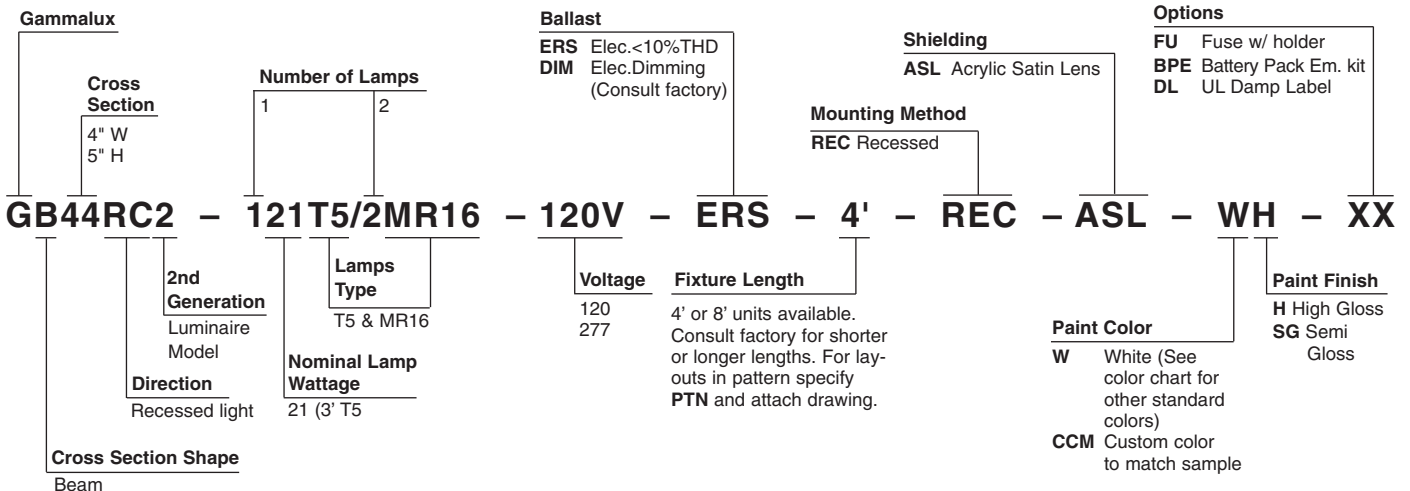 Gammalux
Cross
Section
4" W
5" H
Number of Lamps
1
2
Ballast
ERS Elec.<10%THD
DIM Elec.Dimming
(Consult factory)
Shielding
ASL Acrylic Satin Lens
Mounting Method
REC Recessed
Options
FU Fuse w/ holder
BPE Battery Pack Em. kit
DL UL Damp Label
GB44RC2 – 121T5/2MR16 – 120V – ERS – 4' – REC – ASL – WH – XX
Cross Section Shape
Beam
Direction
Recessed light
2nd
Generation
Luminaire
Model
Nominal Lamp
Wattage
21 (3’ T5
Lamps
Type
T5 & MR16
Voltage
120
277
Fixture Length
4’ or 8’ units available.
Consult factory for shorter
or longer lengths. For lay-
outs in pattern specify
PTN and attach drawing.
Paint Color
W White (See
color chart for
other standard
colors)
CCM Custom color
to match sample
Paint Finish
H High Gloss
SG Semi
Gloss